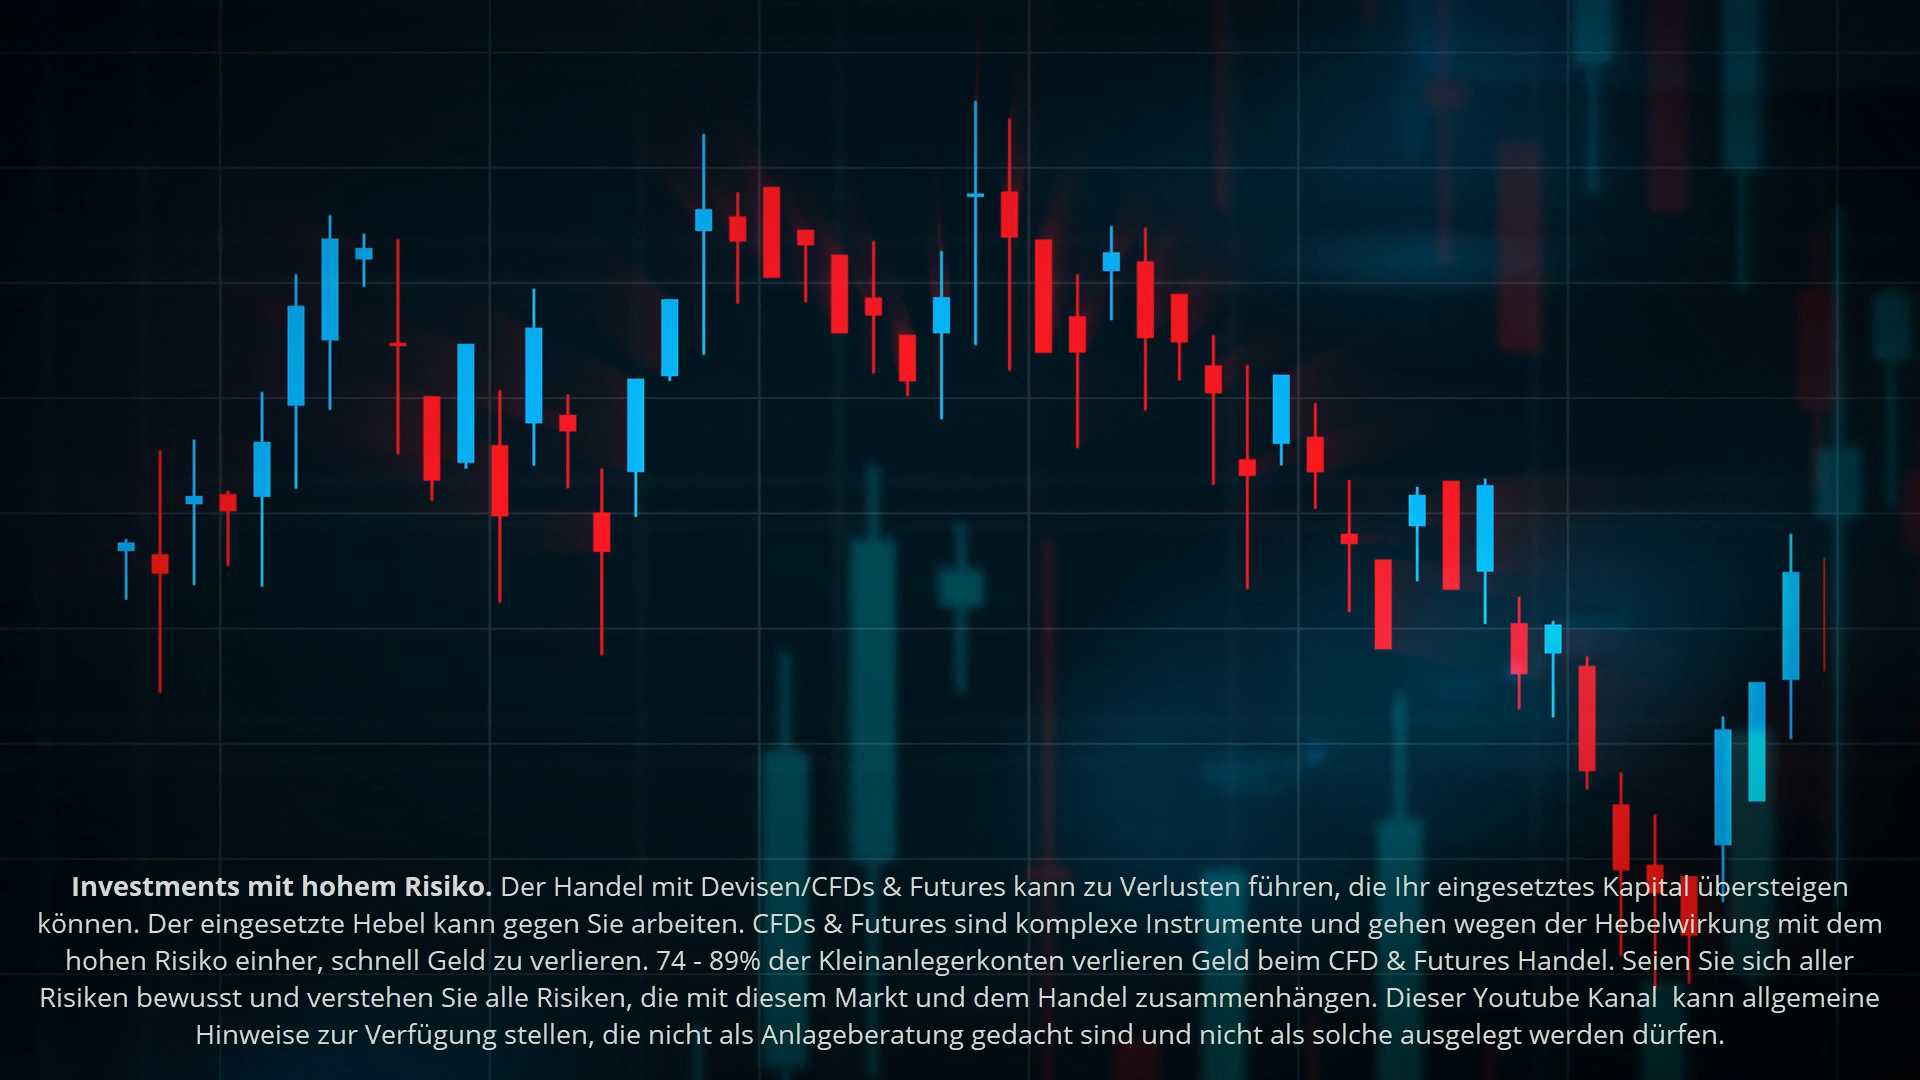 Investments mit hohem Risiko. Der Handel mit Devisen/CFDs & Futures kann zu Verlusten führen, die Ihr eingesetztes Kapital übersteigen
können. Der eingesetzte Hebel kann gegen Sie arbeiten. CFDs & Futures sind komplexe Instrumente und gehen wegen der Hebelwirkung mit dem
hohen Risiko einher, schnell Geld zu verlieren. 74 - 89% der Kleinanlegerkonten verlieren Geld beim CFD & Futures Handel. Seien Sie sich aller
Risiken bewusst und verstehen Sie alle Risiken, die mit diesem Markt und dem Handel zusammenhängen. Dieser Youtube Kanal  kann allgemeine
Hinweise zur Verfügung stellen, die nicht als Anlageberatung gedacht sind und nicht als solche ausgelegt werden dürfen.